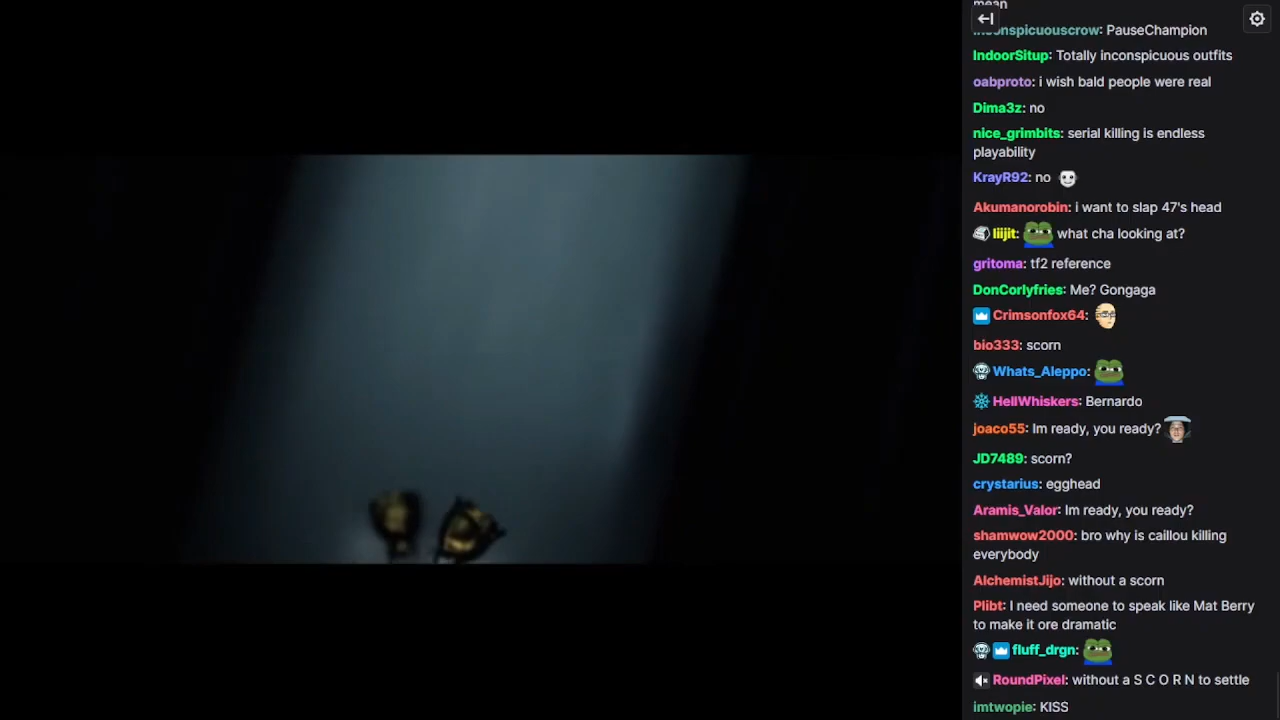 mean
inconspicuouscrow: PauseChampion
IndoorSitup: Totally inconspicuous outfits
oabproto: i wish bald people were real
Dima3z: no
nice_grimbits: serial killing is endless
playability
KrayR92: no
Akumanorobin: i want to slap 47's head
liijit: what cha looking at?
gritoma: tf2 reference
DonCorlyfries: Me? Gongaga
Crimsonfox64:
bio333: scorn
Whats_Aleppo:
HellWhiskers: Bernardo
joaco55: Im ready, you ready?
JD7489: scorn?
crystarius: egghead
Aramis_Valor: Im ready, you ready?
shamwow2000: bro why is caillou killing
everybody
AlchemistJijo: without a scorn
Plibt: I need someone to speak like Mat Berry
to make it ore dramatic
fluff_drgn:
RoundPixel: without a S C O R N to settle
imtwopie: KISS